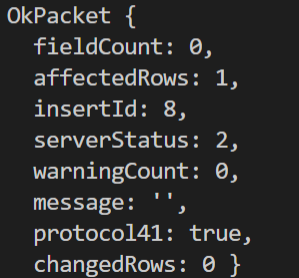 OkPacket {
  fieldCount: 0,
  affectedRows: 1,
  insertId: 8,
  serverStatus: 2,
  warningCount: 0,
  message: '',
  protocol41: true,
  changedRows: 0 }